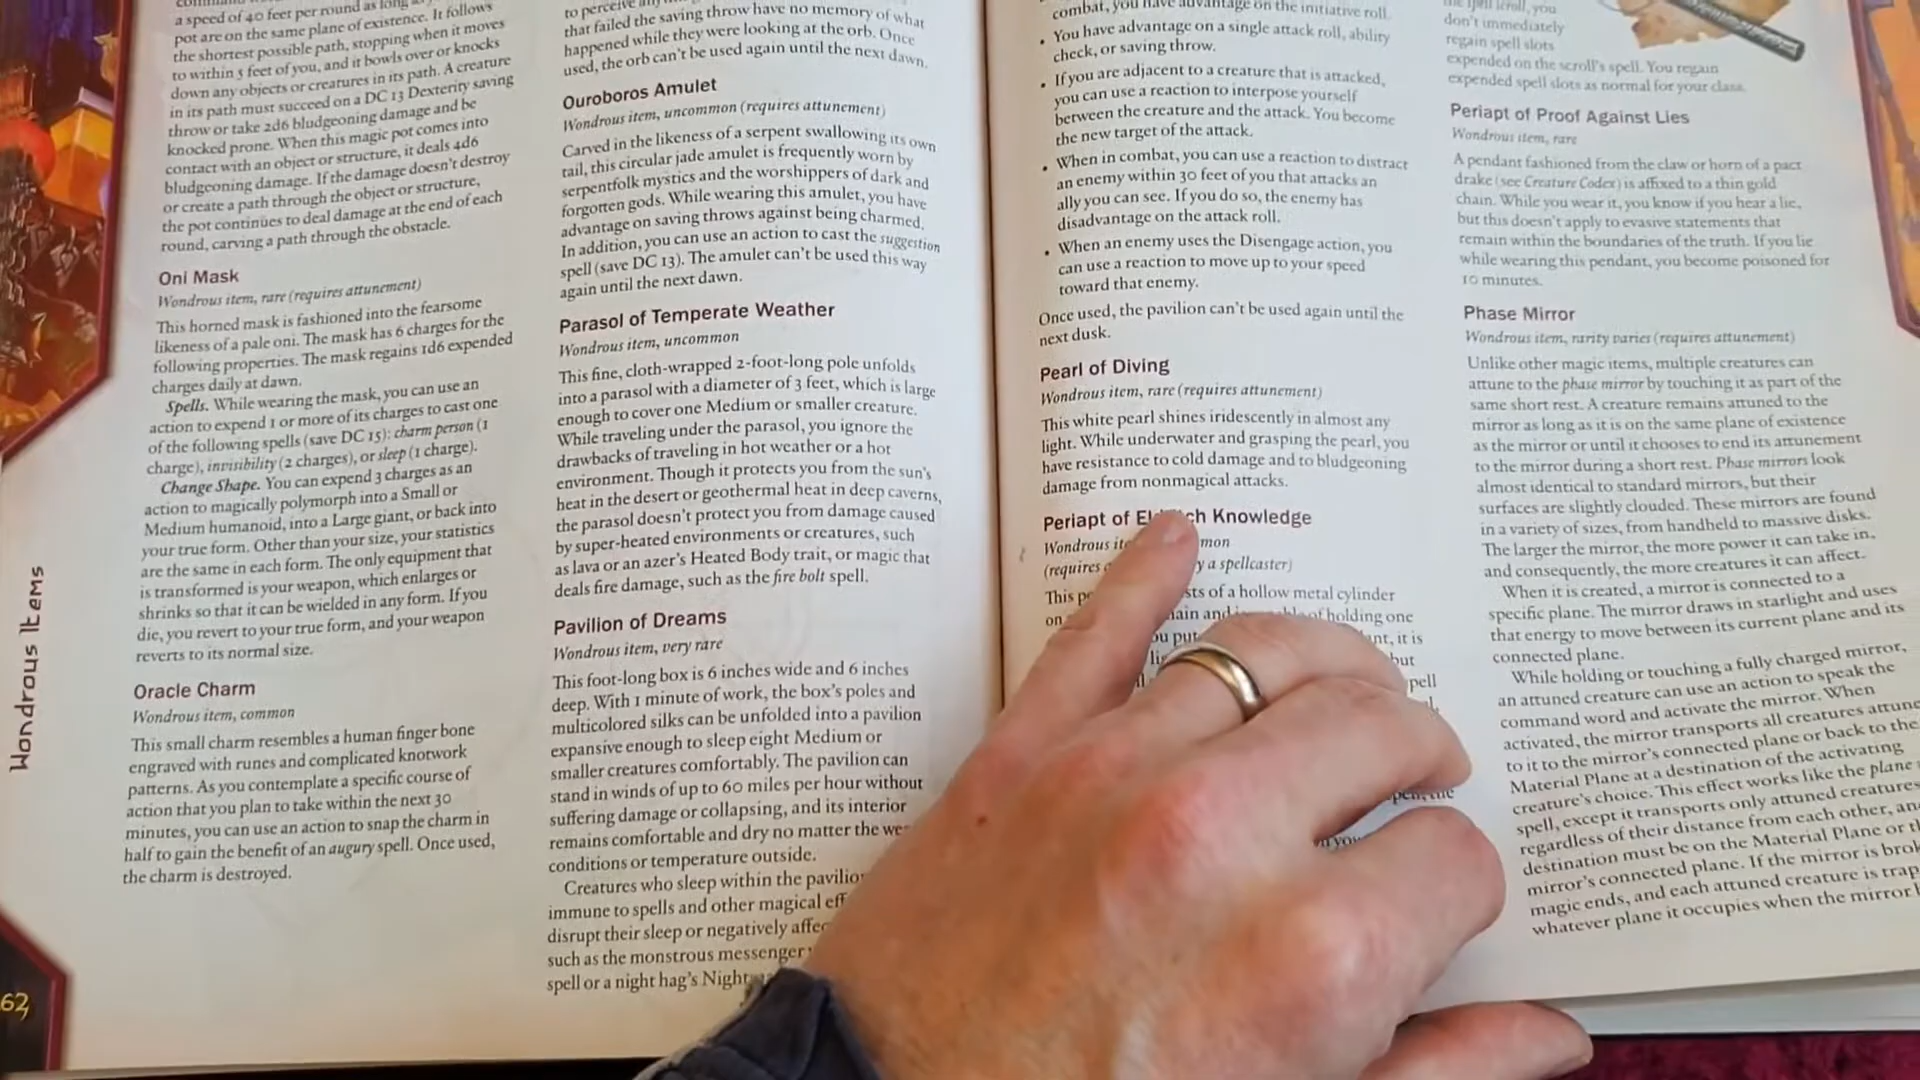 a speed of 40 feet per round as long as
pot are on the same plane of existence. It follows
the shortest possible path, stopping when it moves
to within 5 feet of you, and it bowls over or knocks
down any objects or creatures in its path. A creature
in its path must succeed on a DC 13 Dexterity saving
throw or take 2d6 bludgeoning damage and be
knocked prone. When this magic pot comes into
contact with an object or structure, it deals 4d6
bludgeoning damage. If the damage doesn't destroy
or create a path through the object or structure,
the pot continues to deal damage at the end of each
round, carving a path through the obstacle.
Oni Mask
Wondrous item, rare (requires attunement)
This horned mask is fashioned into the fearsome
likeness of a pale oni. The mask has 6 charges for the
following properties. The mask regains 1d6 expended
charges daily at dawn.
Spells. While wearing the mask, you can use an
action to expend 1 or more of its charges to cast one
of the following spells (save DC 15): charm person (1
charge), invisibility (2 charges), or sleep (1 charge).
Change Shape. You can expend 3 charges as an
action to magically polymorph into a Small or
Medium humanoid, into a Large giant, or back into
your true form. Other than your size, your statistics
are the same in each form. The only equipment that
is transformed is your weapon, which enlarges or
shrinks so that it can be wielded in any form. If you
die, you revert to your true form, and your weapon
reverts to its normal size.
Oracle Charm
Wondrous item, common
This small charm resembles a human finger bone
engraved with runes and complicated knotwork
patterns. As you contemplate a specific course of
action that you plan to take within the next 30
minutes, you can use an action to snap the charm in
half to gain the benefit of an augury spell. Once used,
the charm is destroyed.
Wondrous Items
62
to perceive any
that failed the saving throw have no memory of what
happened while they were looking at the orb. Once
used, the orb can't be used again until the next dawn.
Ouroboros Amulet
Wondrous item, uncommon (requires attunement)
Carved in the likeness of a serpent swallowing its own
tail, this circular jade amulet is frequently worn by
serpentfolk mystics and the worshippers of dark and
forgotten gods. While wearing this amulet, you have
advantage on saving throws against being charmed.
In addition, you can use an action to cast the suggestion
spell (save DC 13). The amulet can't be used this way
again until the next dawn.
Parasol of Temperate Weather
Wondrous item, uncommon
This fine, cloth-wrapped 2-foot-long pole unfolds
into a parasol with a diameter of 3 feet, which is large
enough to cover one Medium or smaller creature.
While traveling under the parasol, you ignore the
drawbacks of traveling in hot weather or a hot
environment. Though it protects you from the sun's
heat in the desert or geothermal heat in deep caverns,
the parasol doesn't protect you from damage caused
by super-heated environments or creatures, such
as lava or an azer's Heated Body trait, or magic that
deals fire damage, such as the fire bolt spell.
Pavilion of Dreams
Wondrous item, very rare
This foot-long box is 6 inches wide and 6 inches
deep. With 1 minute of work, the box's poles and
multicolored silks can be unfolded into a pavilion
expansive enough to sleep eight Medium or
smaller creatures comfortably. The pavilion can
stand in winds of up to 60 miles per hour without
suffering damage or collapsing, and its interior
remains comfortable and dry no matter the
conditions or temperature outside.
Creatures who sleep within the
immune to spells and other magical
disrupt their sleep or negatively
such as the monstrous messenger
spell or a night hag's
combat, you have advantage on the initiative roll.
• You have advantage on a single attack roll, ability
check, or saving throw.
• If you are adjacent to a creature that is attacked,
you can use a reaction to interpose yourself
between the creature and the attack. You become
the new target of the attack.
• When in combat, you can use a reaction to distract
an enemy within 30 feet of you that attacks an
ally you can see. If you do so, the enemy has
disadvantage on the attack roll.
• When an enemy uses the Disengage action, you
can use a reaction to move up to your speed
toward that enemy.
Once used, the pavilion can't be used again until the
next dusk.
Pearl of Diving
Wondrous item, rare (requires attunement)
This white pearl shines iridescently in almost any
light. While underwater and grasping the pearl, you
have resistance to cold damage and to bludgeoning
damage from nonmagical attacks.
Periapt of Eldritch Knowledge
Wondrous
(requires a spellcaster)
This of a hollow metal cylinder
on holding one
put it is
but
the spell scroll, you
don't immediately
regain spell slots
expended on the scroll's spell. You regain
expended spell slots as normal for your class.
Periapt of Proof Against Lies
Wondrous item, rare
A pendant fashioned from the claw or horn of a pact
drake (see Creature Codex) is affixed to a thin gold
chain. While you wear it, you know if you hear a lie,
but this doesn't apply to evasive statements that
remain within the boundaries of the truth. If you lie
while wearing this pendant, you become poisoned for
10 minutes.
Phase Mirror
Wondrous item, rarity varies (requires attunement)
Unlike other magic items, multiple creatures can
attune to the phase mirror by touching it as part of the
same short rest. A creature remains attuned to the
mirror as long as it is on the same plane of existence
as the mirror or until it chooses to end its attunement
to the mirror during a short rest. Phase mirrors look
almost identical to standard mirrors, but their
surfaces are slightly clouded. These mirrors are found
in a variety of sizes, from handheld to massive disks.
The larger the mirror, the more power it can take in,
and consequently, the more creatures it can affect.
When it is created, a mirror is connected to a
specific plane. The mirror draws in starlight and uses
that energy to move between its current plane and its
connected plane.
While holding or touching a fully charged mirror,
an attuned creature can use an action to speak the
command word and activate the mirror. When
activated, the mirror transports all creatures
to it to the mirror's connected plane or back to the
Material Plane at a destination of the activating
creature's choice. This effect works like the plane
spell, except it transports only attuned creatures
regardless of their distance from each other,
destination must be on the Material Plane or
mirror's connected plane. If the mirror is
magic ends, and each attuned creature is
whatever plane it occupies when the mirror